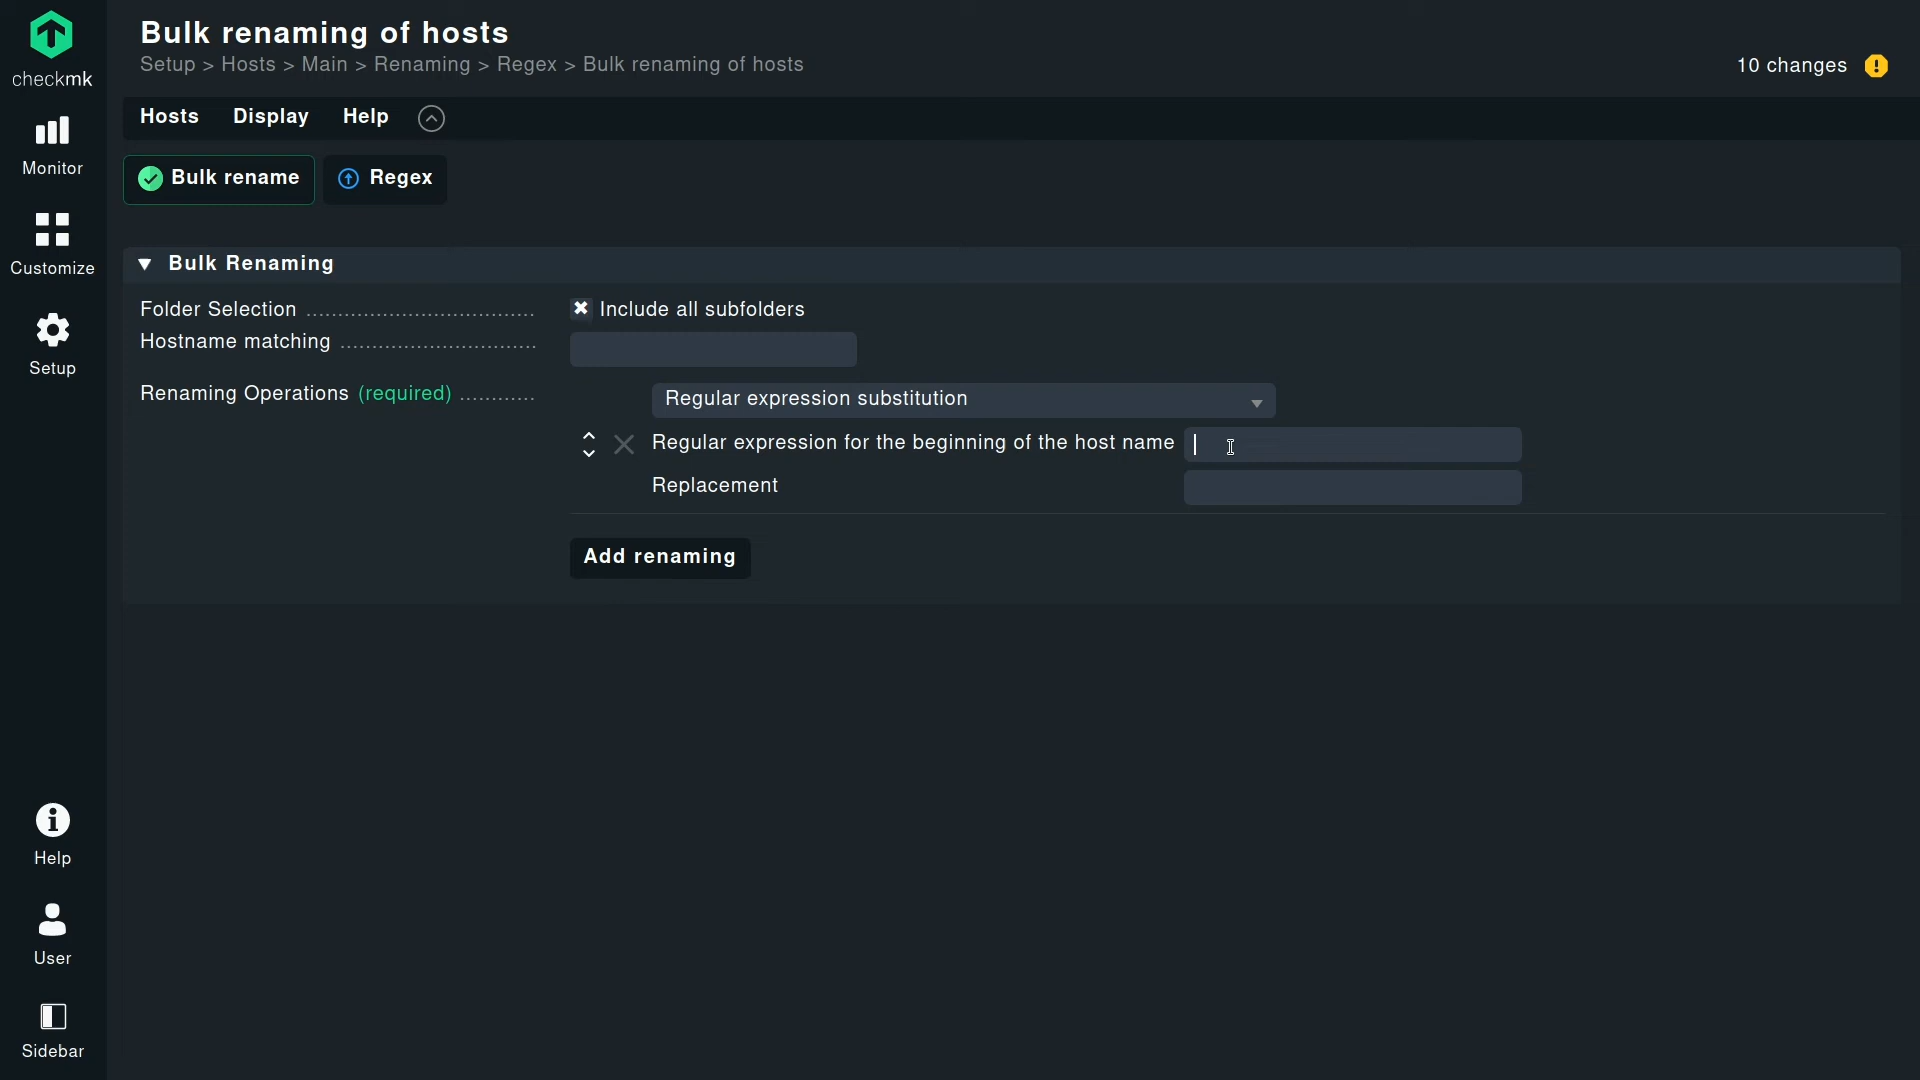 Bulk renaming of hosts
Setup > Hosts > Main > Renaming > Regex > Bulk renaming of hosts
10 changes
checkmk
Monitor
Customize
Setup
Help
User
Sidebar
Hosts Display Help
Bulk rename Regex
Bulk Renaming
Folder Selection Include all subfolders
Hostname matching
Renaming Operations (required) Regular expression substitution
Regular expression for the beginning of the host name
Replacement
Add renaming